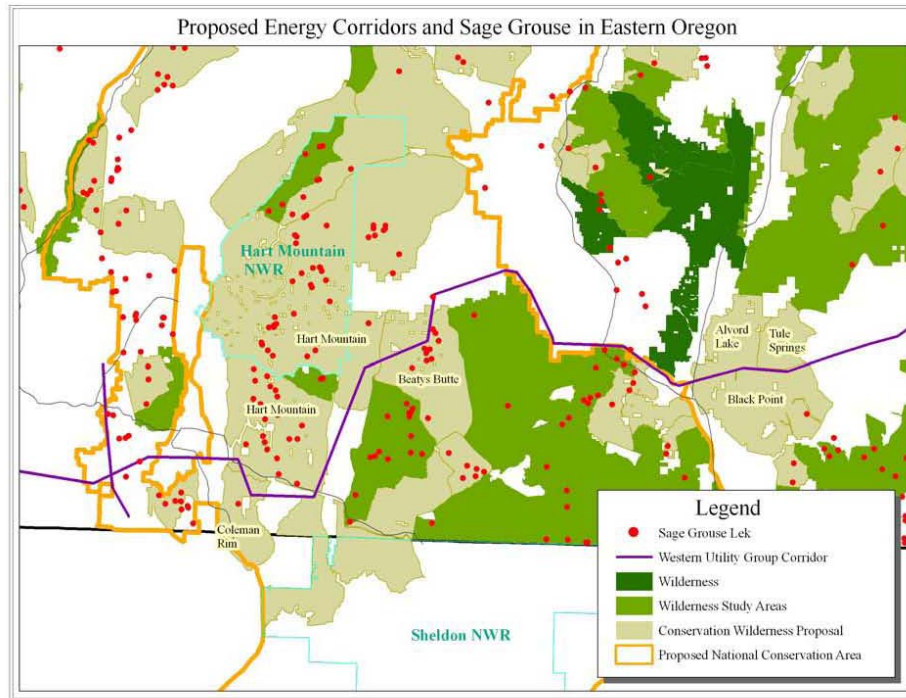 Proposed Energy Corridors and Sage Grouse in Eastern Oregon
Hart Mountain
NWR
Hart Mountain
Alvord
Lake
Tule
Springs
Beatys Butte
Black Point
Hart Mountain
Coleman
Rim
Sheldon NWR
Legend
Sage Grouse Lek
Western Utility Group Corridor
Wilderness
Wilderness Study Areas
Conservation Wilderness Proposal
Proposed National Conservation Area